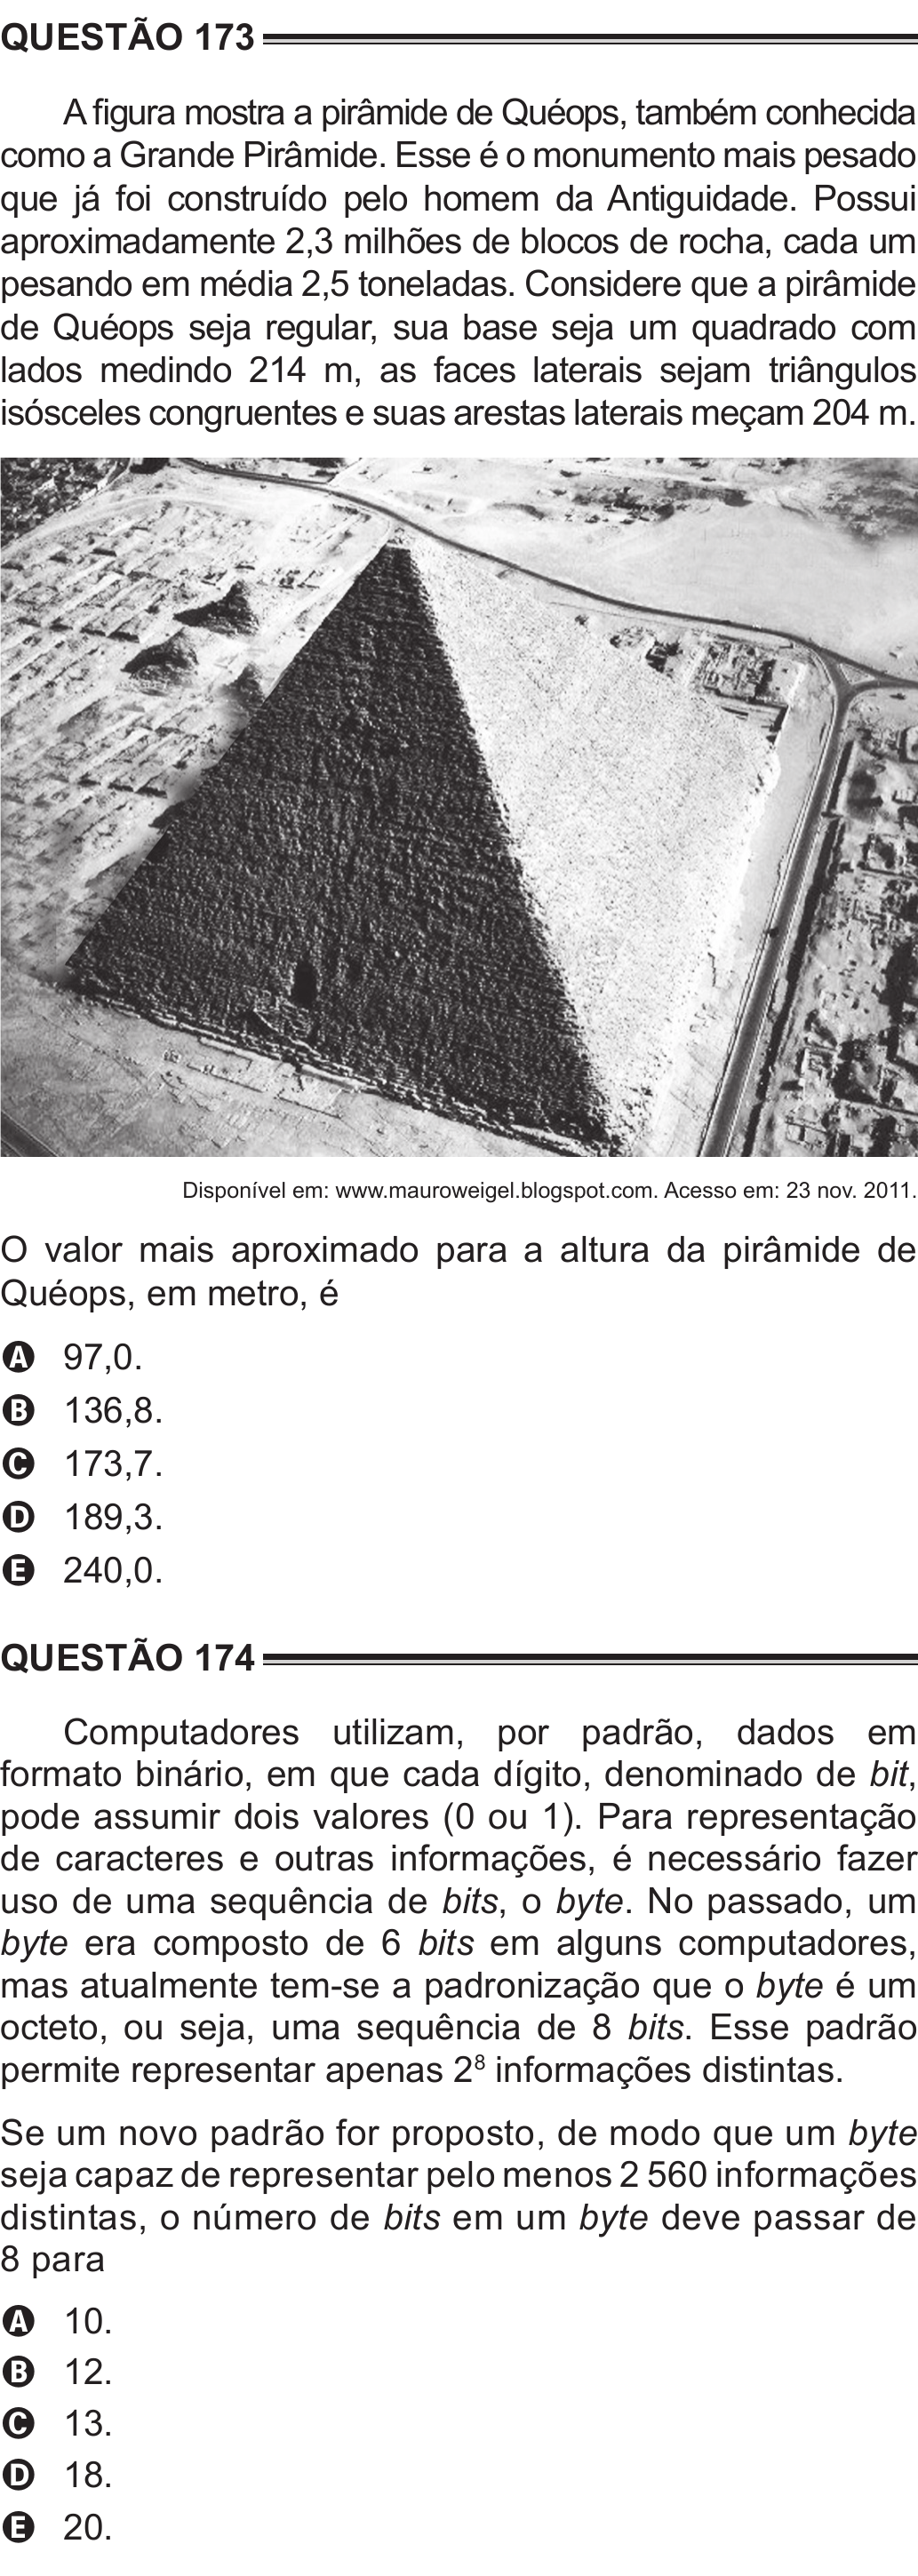 QUESTÃO 173
A figura mostra a pirâmide de Quéops, também conhecida
como a Grande Pirâmide. Esse é o monumento mais pesado
que já foi construído pelo homem da Antiguidade. Possui
aproximadamente 2,3 milhões de blocos de rocha, cada um
pesando em média 2,5 toneladas. Considere que a pirâmide
de Quéops seja regular, sua base seja um quadrado com
lados medindo 214 m, as faces laterais sejam triângulos
isósceles congruentes e suas arestas laterais meçam 204 m.
Disponível em: www.mauroweigel.blogspot.com. Acesso em: 23 nov. 2011.
O valor mais aproximado para a altura da pirâmide de
Quéops, em metro, é
A 97,0.
B 136,8.
C 173,7.
D 189,3.
E 240,0.
QUESTÃO 174
Computadores utilizam, por padrão, dados em
formato binário, em que cada dígito, denominado de bit,
pode assumir dois valores (0 ou 1). Para representação
de caracteres e outras informações, é necessário fazer
uso de uma sequência de bits, o byte. No passado, um
byte era composto de 6 bits em alguns computadores,
mas atualmente tem-se a padronização que o byte é um
octeto, ou seja, uma sequência de 8 bits. Esse padrão
permite representar apenas 2⁸ informações distintas.
Se um novo padrão for proposto, de modo que um byte
seja capaz de representar pelo menos 2 560 informações
distintas, o número de bits em um byte deve passar de
8 para
A 10.
B 12.
C 13.
D 18.
E 20.